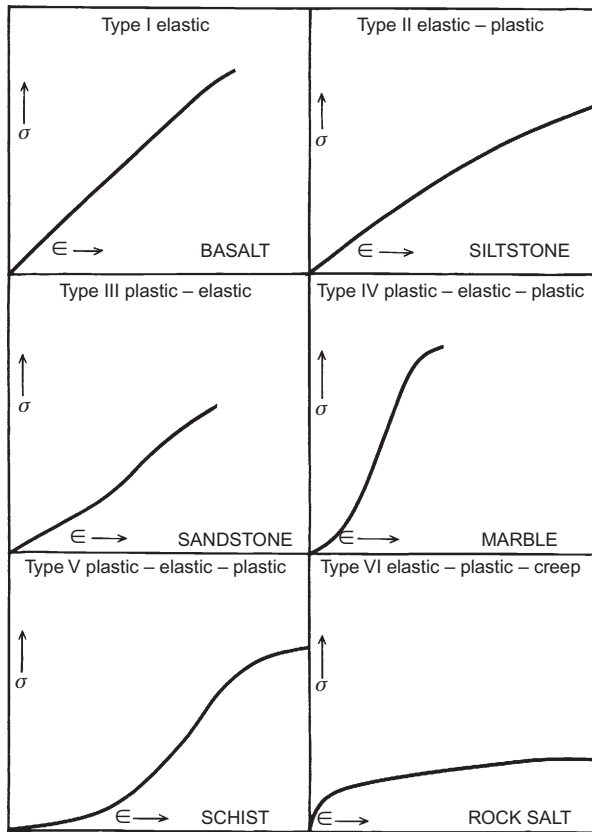 Type I elastic
σ
∈
BASALT
Type II elastic – plastic
σ
∈
SILTSTONE
Type III plastic – elastic
σ
∈
SANDSTONE
Type IV plastic – elastic – plastic
σ
∈
MARBLE
Type V plastic – elastic – plastic
σ
∈
SCHIST
Type VI elastic – plastic – creep
σ
∈
ROCK SALT